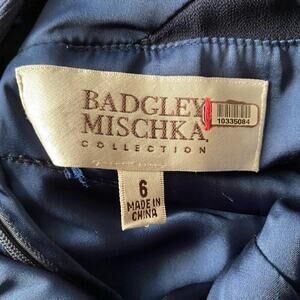 BADGLEY
MISCHKA
COLLECTION
10335084
6
MADE IN
CHINA